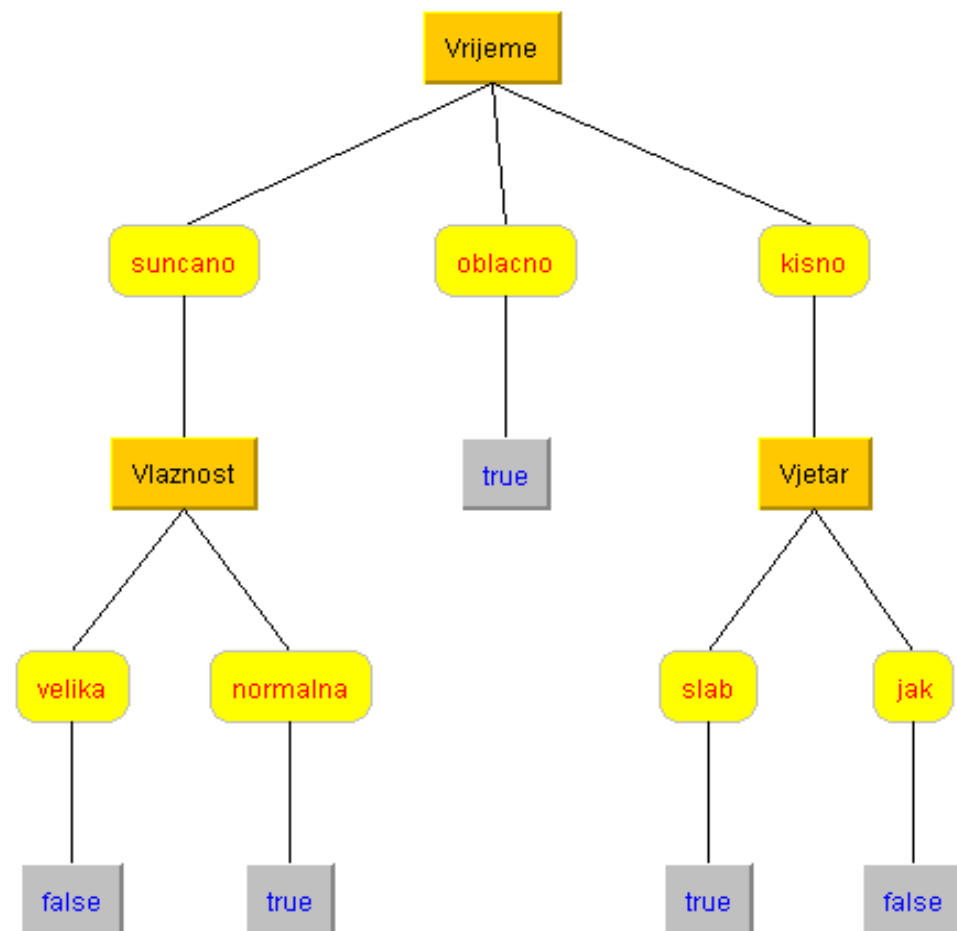 Vrijeme
suncano
oblacno
kisno
Vlaznost
true
Vjetar
velika
normalna
slab
jak
false
true
true
false